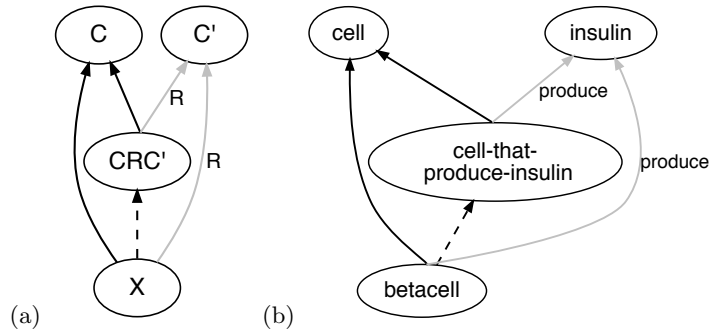 C
C'
R
CRC'
R
X
(a)
cell
insulin
produce
cell-that-
produce-insulin
produce
betacell
(b)